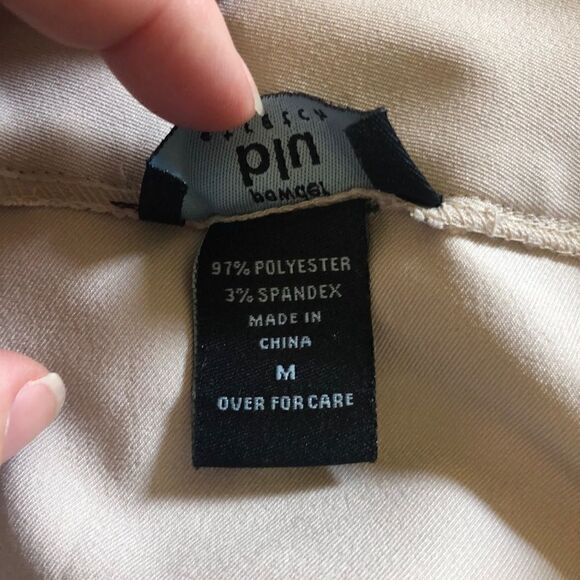 97% POLYESTER
3% SPANDEX
MADE IN
CHINA
M
OVER FOR CARE